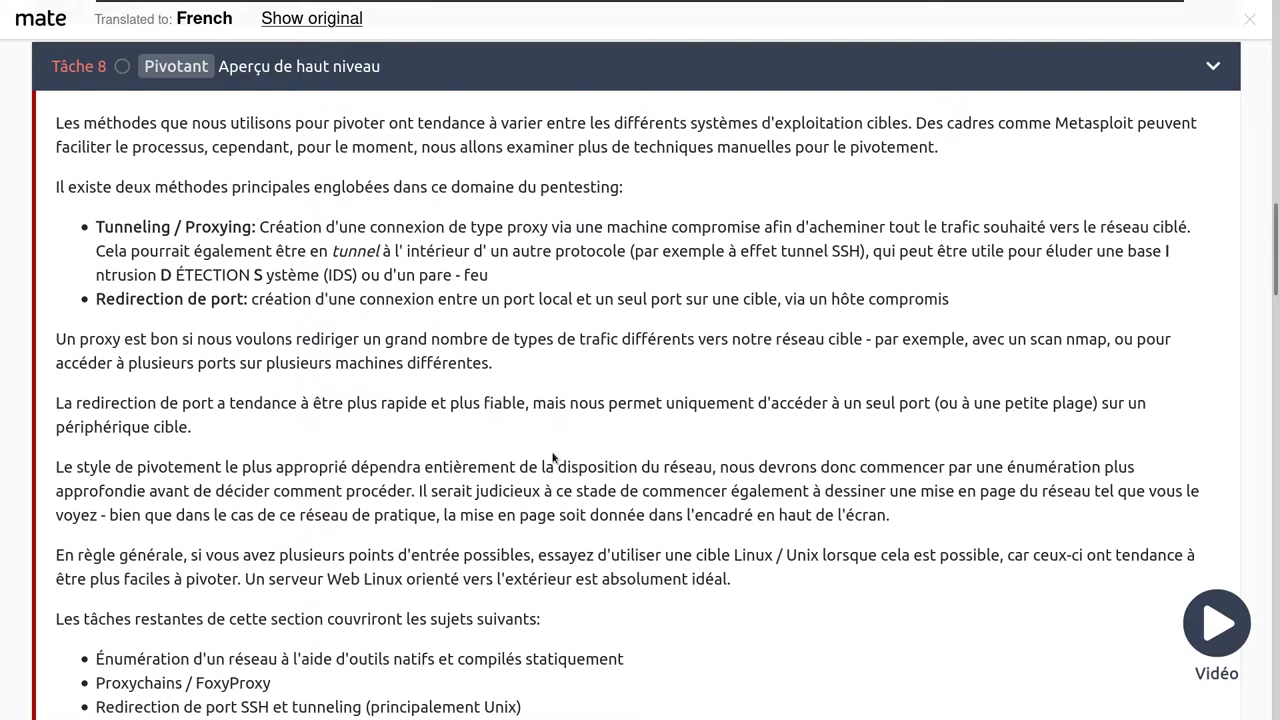 mate Translated to: French Show original
Tâche 8 Pivotant Aperçu de haut niveau
Les méthodes que nous utilisons pour pivoter ont tendance à varier entre les différents systèmes d'exploitation cibles. Des cadres comme Metasploit peuvent
faciliter le processus, cependant, pour le moment, nous allons examiner plus de techniques manuelles pour le pivotement.
Il existe deux méthodes principales englobées dans ce domaine du pentesting:
• Tunneling / Proxying: Création d'une connexion de type proxy via une machine compromise afin d'acheminer tout le trafic souhaité vers le réseau ciblé.
Cela pourrait également être en tunnel à l' intérieur d' un autre protocole (par exemple à effet tunnel SSH), qui peut être utile pour éluder une base I
ntrusion D ÉTECTION S ystème (IDS) ou d'un pare - feu
• Redirection de port: création d'une connexion entre un port local et un seul port sur une cible, via un hôte compromis
Un proxy est bon si nous voulons rediriger un grand nombre de types de trafic différents vers notre réseau cible - par exemple, avec un scan nmap, ou pour
accéder à plusieurs ports sur plusieurs machines différentes.
La redirection de port a tendance à être plus rapide et plus fiable, mais nous permet uniquement d'accéder à un seul port (ou à une petite plage) sur un
périphérique cible.
Le style de pivotement le plus approprié dépendra entièrement de la disposition du réseau, nous devrons donc commencer par une énumération plus
approfondie avant de décider comment procéder. Il serait judicieux à ce stade de commencer également à dessiner une mise en page du réseau tel que vous le
voyez - bien que dans le cas de ce réseau de pratique, la mise en page soit donnée dans l'encadré en haut de l'écran.
En règle générale, si vous avez plusieurs points d'entrée possibles, essayez d'utiliser une cible Linux / Unix lorsque cela est possible, car ceux-ci ont tendance à
être plus faciles à pivoter. Un serveur Web Linux orienté vers l'extérieur est absolument idéal.
Les tâches restantes de cette section couvriront les sujets suivants:
• Énumération d'un réseau à l'aide d'outils natifs et compilés statiquement
• Proxychains / FoxyProxy
• Redirection de port SSH et tunneling (principalement Unix)
Vidéo